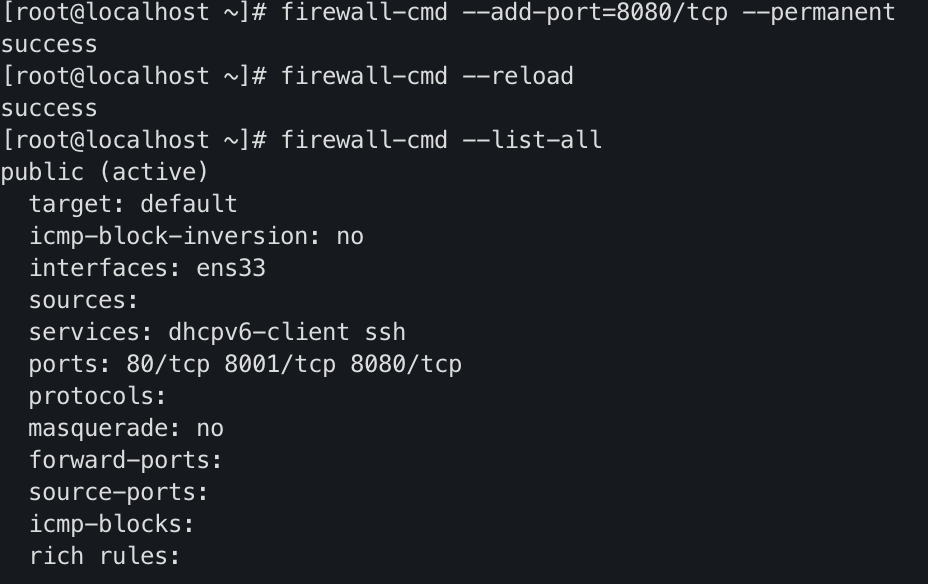 [root@localhost ~]# firewall-cmd --add-port=8080/tcp --permanent
success
[root@localhost ~]# firewall-cmd --reload
success
[root@localhost ~]# firewall-cmd --list-all
public (active)
  target: default
  icmp-block-inversion: no
  interfaces: ens33
  sources:
  services: dhcpv6-client ssh
  ports: 80/tcp 8001/tcp 8080/tcp
  protocols:
  masquerade: no
  forward-ports:
  source-ports:
  icmp-blocks:
  rich rules: